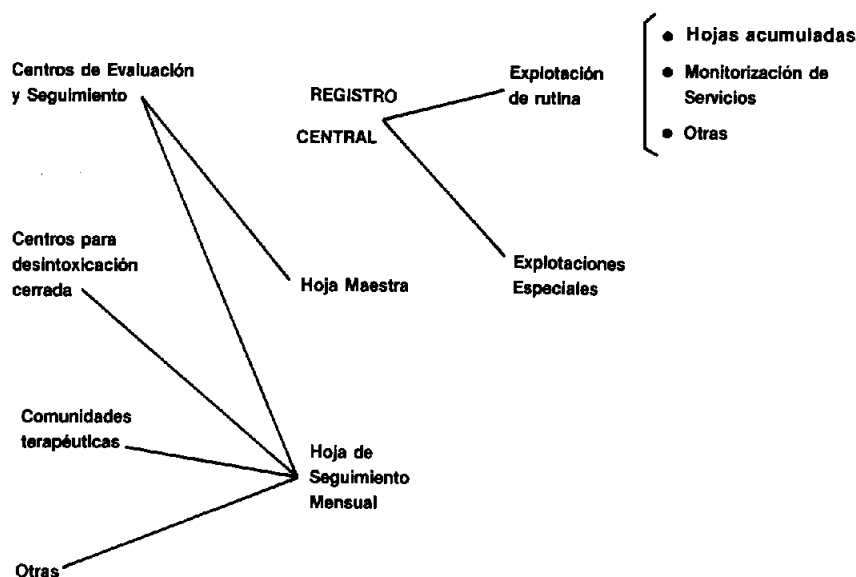 Centros de Evaluación
y Seguimiento
REGISTRO
CENTRAL
Explotación
de rutina
● Hojas acumuladas
● Monitorización de
Servicios
● Otras
Centros para
desintoxicación
cerrada
Hoja Maestra
Explotaciones
Especiales
Comunidades
terapéuticas
Hoja de
Seguimiento
Mensual
Otras